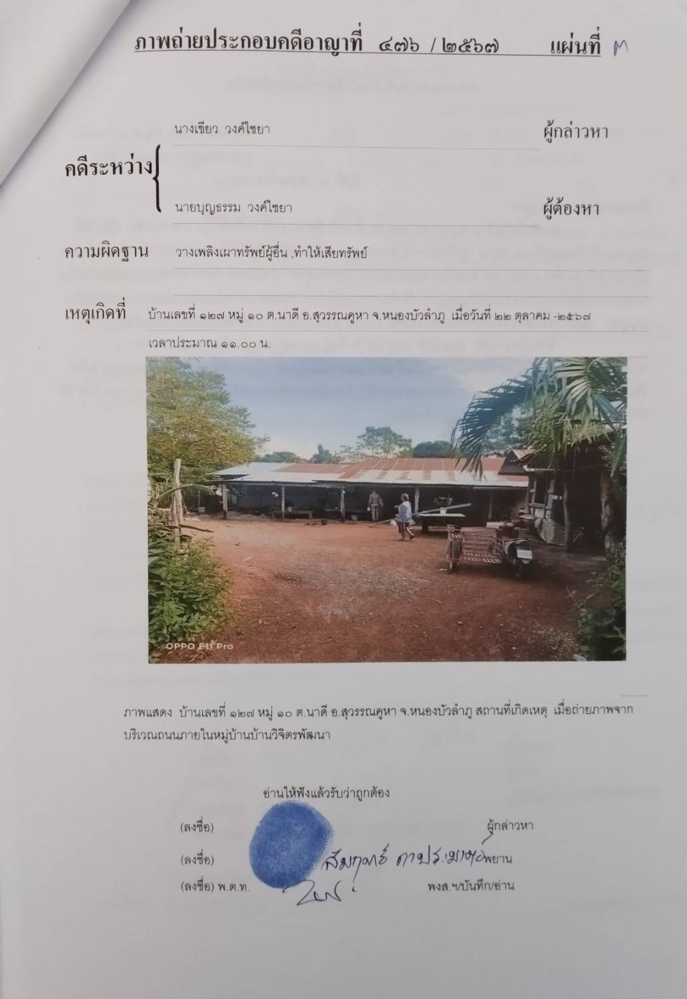 ภาพถ่ายประกอบคดีอาญาที่ ๔๗๖ /๒๕๖๗ แผ่นที่ ๓
นางเขียว วงค์ไชยา ผู้กล่าวหา
คดีระหว่าง
นายบุญธรรม วงค์ไชยา ผู้ต้องหา
ความผิดฐาน วางเพลิงเผาทรัพย์ผู้อื่น ,ทำให้เสียทรัพย์
เหตุเกิดที่ บ้านเลขที่ ๑๒๗ หมู่ ๑๐ ต.นาดี อ.สุวรรณคูหา จ.หนองบัวลำภู เมื่อวันที่ ๒๒ ตุลาคม -๒๕๖๗
เวลาประมาณ ๑๑.๐๐ น.
OPPO F11 Pro
ภาพแสดง บ้านเลขที่ ๑๒๗ หมู่ ๑๐ ต.นาดี อ.สุวรรณคูหา จ.หนองบัวลำภู สถานที่เกิดเหตุ เมื่อถ่ายภาพจาก
บริเวณถนนภายในหมู่บ้านบ้านวิจิตรพัฒนา
อ่านให้ฟังแล้วรับว่าถูกต้อง
(ลงชื่อ) ผู้กล่าวหา
(ลงชื่อ) พยาน
(ลงชื่อ) พ.ต.ท. พงส.ฯ/บันทึก/อ่าน